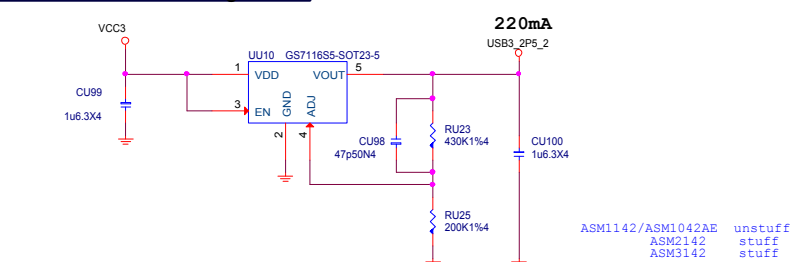 220mA
VCC3
USB3_2P5_2
UU10 GS7116S5-SOT23-5
1 VDD VOUT 5
CU99
3 EN GND ADJ
1u6.3X4
2 4
CU98
47p50N4
RU23
430K1%4
CU100
1u6.3X4
RU25
200K1%4
ASM1142/ASM1042AE unstuff
ASM2142 stuff
ASM3142 stuff